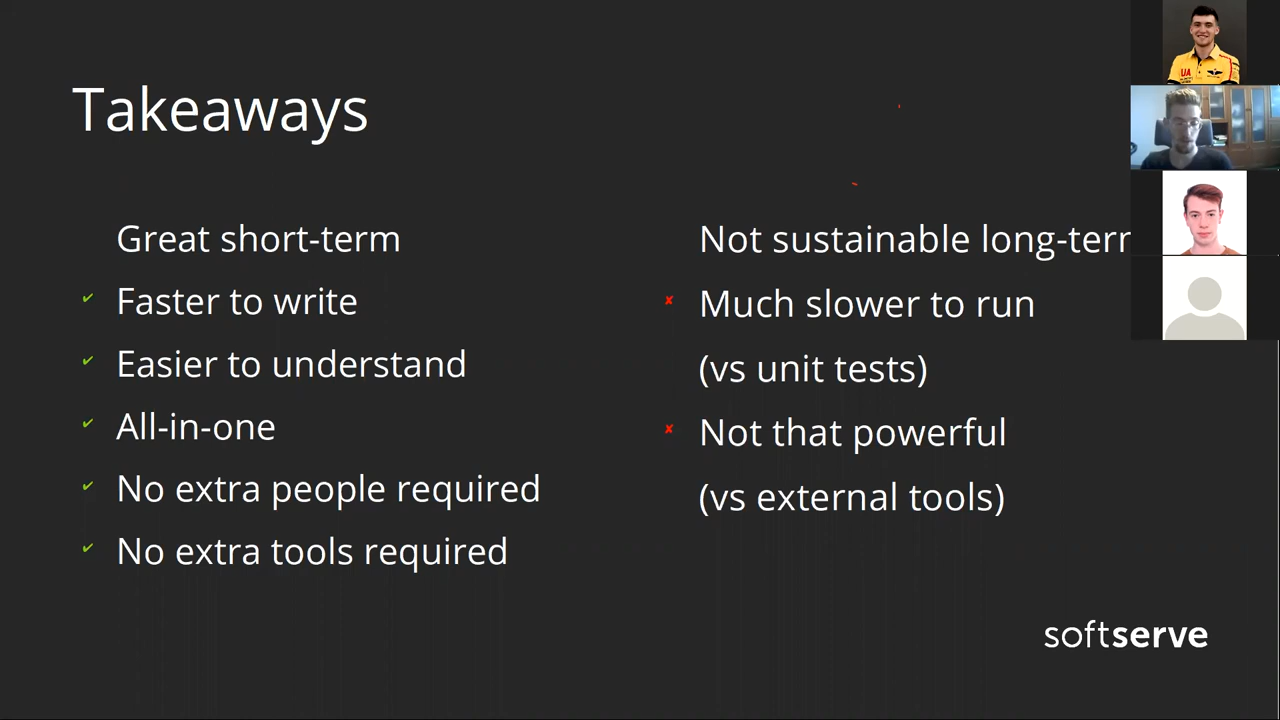 Takeaways
Great short-term
✔ Faster to write
✔ Easier to understand
✔ All-in-one
✔ No extra people required
✔ No extra tools required
Not sustainable long-term
✘ Much slower to run
(vs unit tests)
✘ Not that powerful
(vs external tools)
softserve
UA